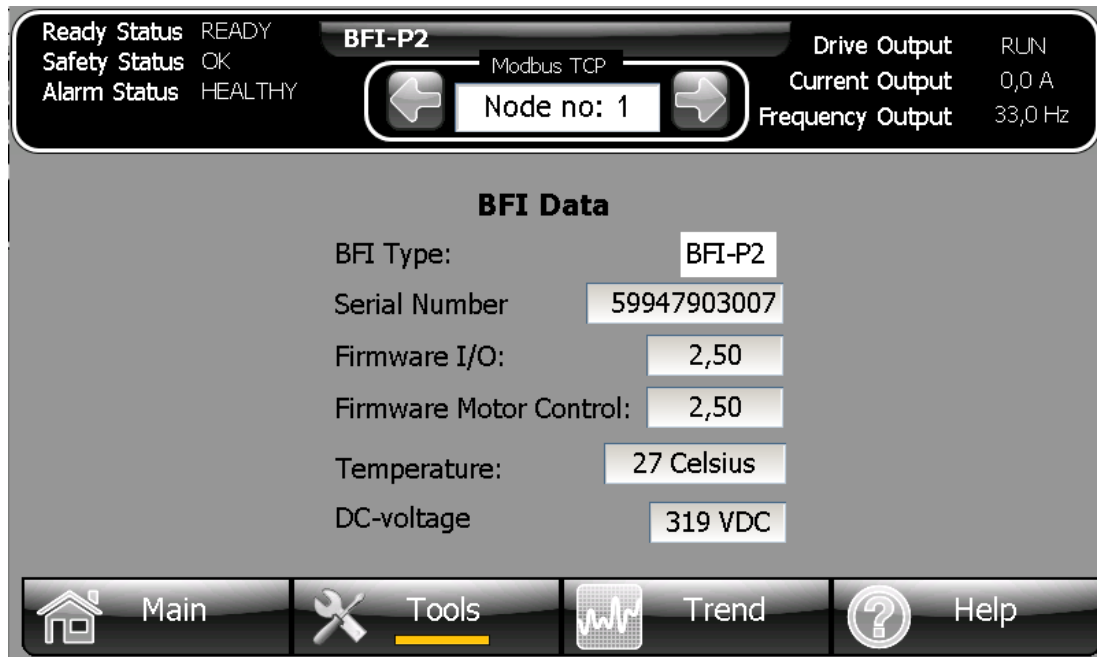 Ready Status READY
Safety Status OK
Alarm Status HEALTHY
BFI-P2
Modbus TCP
Node no: 1
Drive Output RUN
Current Output 0,0 A
Frequency Output 33,0 Hz
BFI Data
BFI Type: BFI-P2
Serial Number 59947903007
Firmware I/O: 2,50
Firmware Motor Control: 2,50
Temperature: 27 Celsius
DC-voltage 319 VDC
Main Tools Trend Help